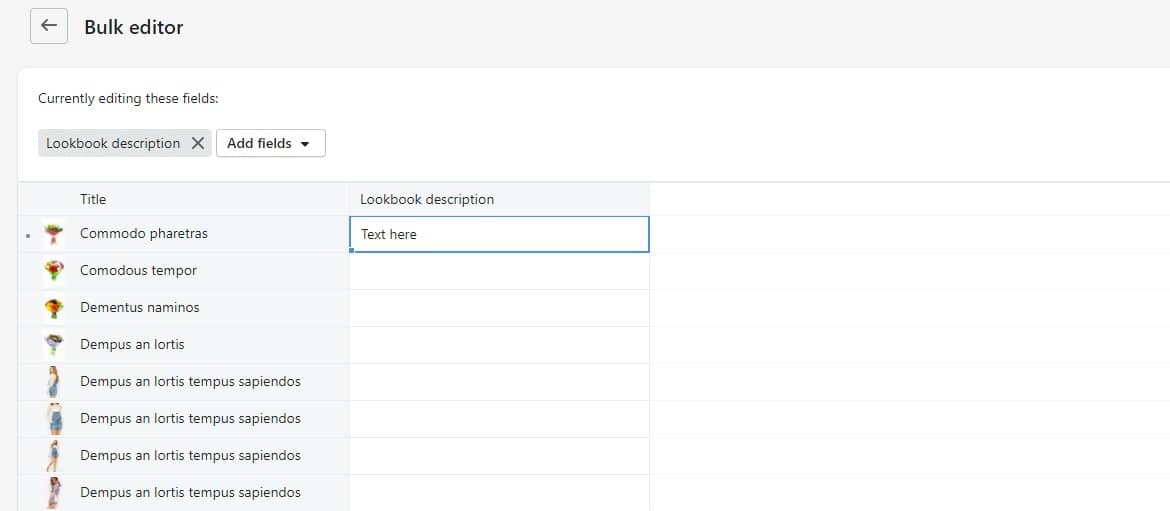 Bulk editor
Currently editing these fields:
Lookbook description Add fields
Title Lookbook description
Commodo pharetras Text here
Comodous tempor
Dementus naminos
Dempus an lortis
Dempus an lortis tempus sapiendos
Dempus an lortis tempus sapiendos
Dempus an lortis tempus sapiendos
Dempus an lortis tempus sapiendos